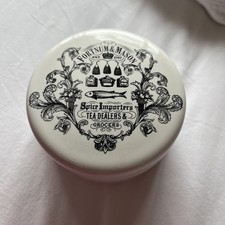 FORTNUM & MASON
Spice Importers
TEA DEALERS &
GROCERS